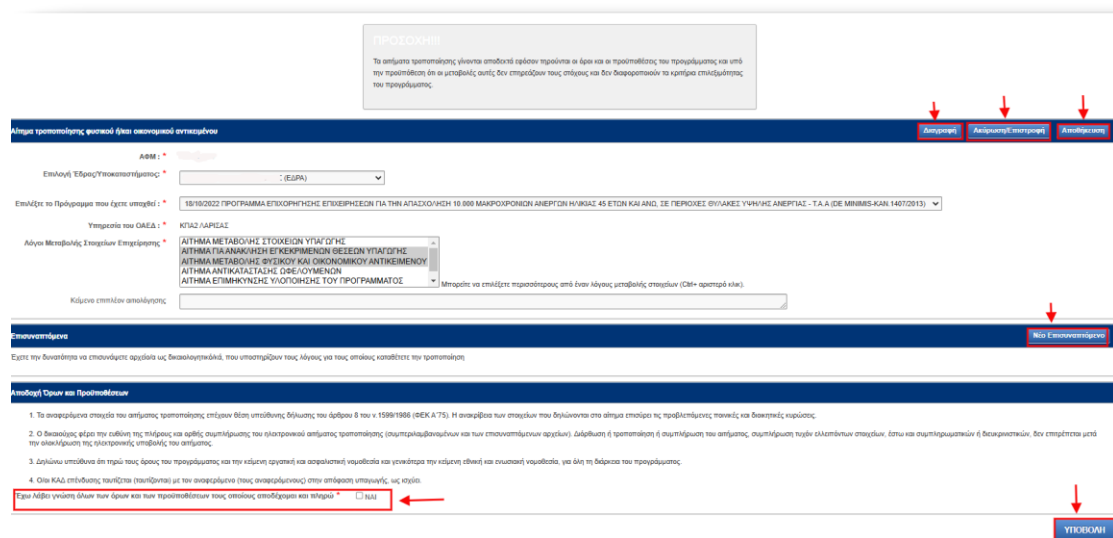 ΠΡΟΣΟΧΗ!!!
Τα αιτήματα τροποποίησης γίνονται αποδεκτά εφόσον τηρούνται οι όροι και οι προϋποθέσεις του προγράμματος και υπό
την προϋπόθεση ότι οι μεταβολές αυτές δεν επηρεάζουν τους στόχους και δεν διαφοροποιούν τα κριτήρια επιλεξιμότητας
του προγράμματος.
Αίτημα τροποποίησης φυσικού ή/και οικονομικού αντικειμένου Διαγραφή Ακύρωση/Επιστροφή Αποθήκευση
ΑΦΜ : *
Επιλογή Έδρας/Υποκαταστήματος: * : (ΕΔΡΑ)
Επιλέξτε το Πρόγραμμα που έχετε υπαχθεί : * 18/10/2022 ΠΡΟΓΡΑΜΜΑ ΕΠΙΧΟΡΗΓΗΣΗΣ ΕΠΙΧΕΙΡΗΣΕΩΝ ΓΙΑ ΤΗΝ ΑΠΑΣΧΟΛΗΣΗ 10.000 ΜΑΚΡΟΧΡΟΝΙΩΝ ΑΝΕΡΓΩΝ ΗΛΙΚΙΑΣ 45 ΕΤΩΝ ΚΑΙ ΑΝΩ, ΣΕ ΠΕΡΙΟΧΕΣ ΘΥΛΑΚΕΣ ΥΨΗΛΗΣ ΑΝΕΡΓΙΑΣ - Τ.Α.Α (DE MINIMIS-ΚΑΝ.1407/2013)
Υπηρεσία του ΟΑΕΔ : * ΚΠΑ2 ΛΑΡΙΣΑΣ
Λόγοι Μεταβολής Στοιχείων Επιχείρησης * ΑΙΤΗΜΑ ΜΕΤΑΒΟΛΗΣ ΣΤΟΙΧΕΙΩΝ ΥΠΑΓΩΓΗΣ
ΑΙΤΗΜΑ ΓΙΑ ΑΝΑΚΛΗΣΗ ΕΓΚΕΚΡΙΜΕΝΩΝ ΘΕΣΕΩΝ ΥΠΑΓΩΓΗΣ
ΑΙΤΗΜΑ ΜΕΤΑΒΟΛΗΣ ΦΥΣΙΚΟΥ ΚΑΙ ΟΙΚΟΝΟΜΙΚΟΥ ΑΝΤΙΚΕΙΜΕΝΟΥ
ΑΙΤΗΜΑ ΑΝΤΙΚΑΤΑΣΤΑΣΗΣ ΩΦΕΛΟΥΜΕΝΩΝ
ΑΙΤΗΜΑ ΕΠΙΜΗΚΥΝΣΗΣ ΥΛΟΠΟΙΗΣΗΣ ΤΟΥ ΠΡΟΓΡΑΜΜΑΤΟΣ Μπορείτε να επιλέξετε περισσότερους από έναν λόγους μεταβολής στοιχείων (Ctrl+ αριστερό κλικ).
Κείμενο επιπλέον αιτιολόγησης
Επισυναπτόμενα Νέο Επισυναπτόμενο
Έχετε την δυνατότητα να επισυνάψετε αρχείο/α ως δικαιολογητικό/κά, που υποστηρίζουν τους λόγους για τους οποίους καταθέτετε την τροποποίηση
Αποδοχή Όρων και Προϋποθέσεων
1. Τα αναφερόμενα στοιχεία του αιτήματος τροποποίησης επέχουν θέση υπεύθυνης δήλωσης του άρθρου 8 του ν.1599/1986 (ΦΕΚ Α'75). Η ανακρίβεια των στοιχείων που δηλώνονται στο αίτημα επισύρει τις προβλεπόμενες ποινικές και διοικητικές κυρώσεις.
2. Ο δικαιούχος φέρει την ευθύνη της πλήρους και ορθής συμπλήρωσης του ηλεκτρονικού αιτήματος τροποποίησης (συμπεριλαμβανομένων και των επισυναπτόμενων αρχείων). Διόρθωση ή τροποποίηση ή συμπλήρωση του αιτήματος, συμπλήρωση τυχόν ελλειπόντων στοιχείων, έστω και συμπληρωματικών ή διευκρινιστικών, δεν επιτρέπεται μετά
την ολοκλήρωση της ηλεκτρονικής υποβολής του αιτήματος.
3. Δηλώνω υπεύθυνα ότι τηρώ τους όρους του προγράμματος και την κείμενη εργατική και ασφαλιστική νομοθεσία και γενικότερα την κείμενη εθνική και ενωσιακή νομοθεσία, για όλη τη διάρκεια του προγράμματος.
4. Ο/οι ΚΑΔ επένδυσης ταυτίζεται (ταυτίζονται) με τον αναφερόμενο (τους αναφερόμενους) στην απόφαση υπαγωγής, ως ισχύει.
Έχω λάβει γνώση όλων των όρων και των προϋποθέσεων τους οποίους αποδέχομαι και πληρώ * ΝΑΙ
ΥΠΟΒΟΛΗ